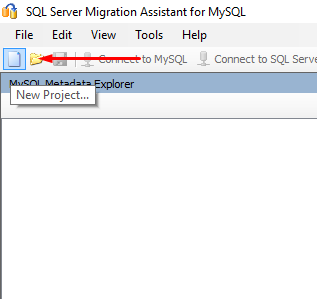 SQL Server Migration Assistant for MySQL
File Edit View Tools Help
Connect to MySQL Connect to SQL Serve
MySQL Metadata Explorer
New Project...